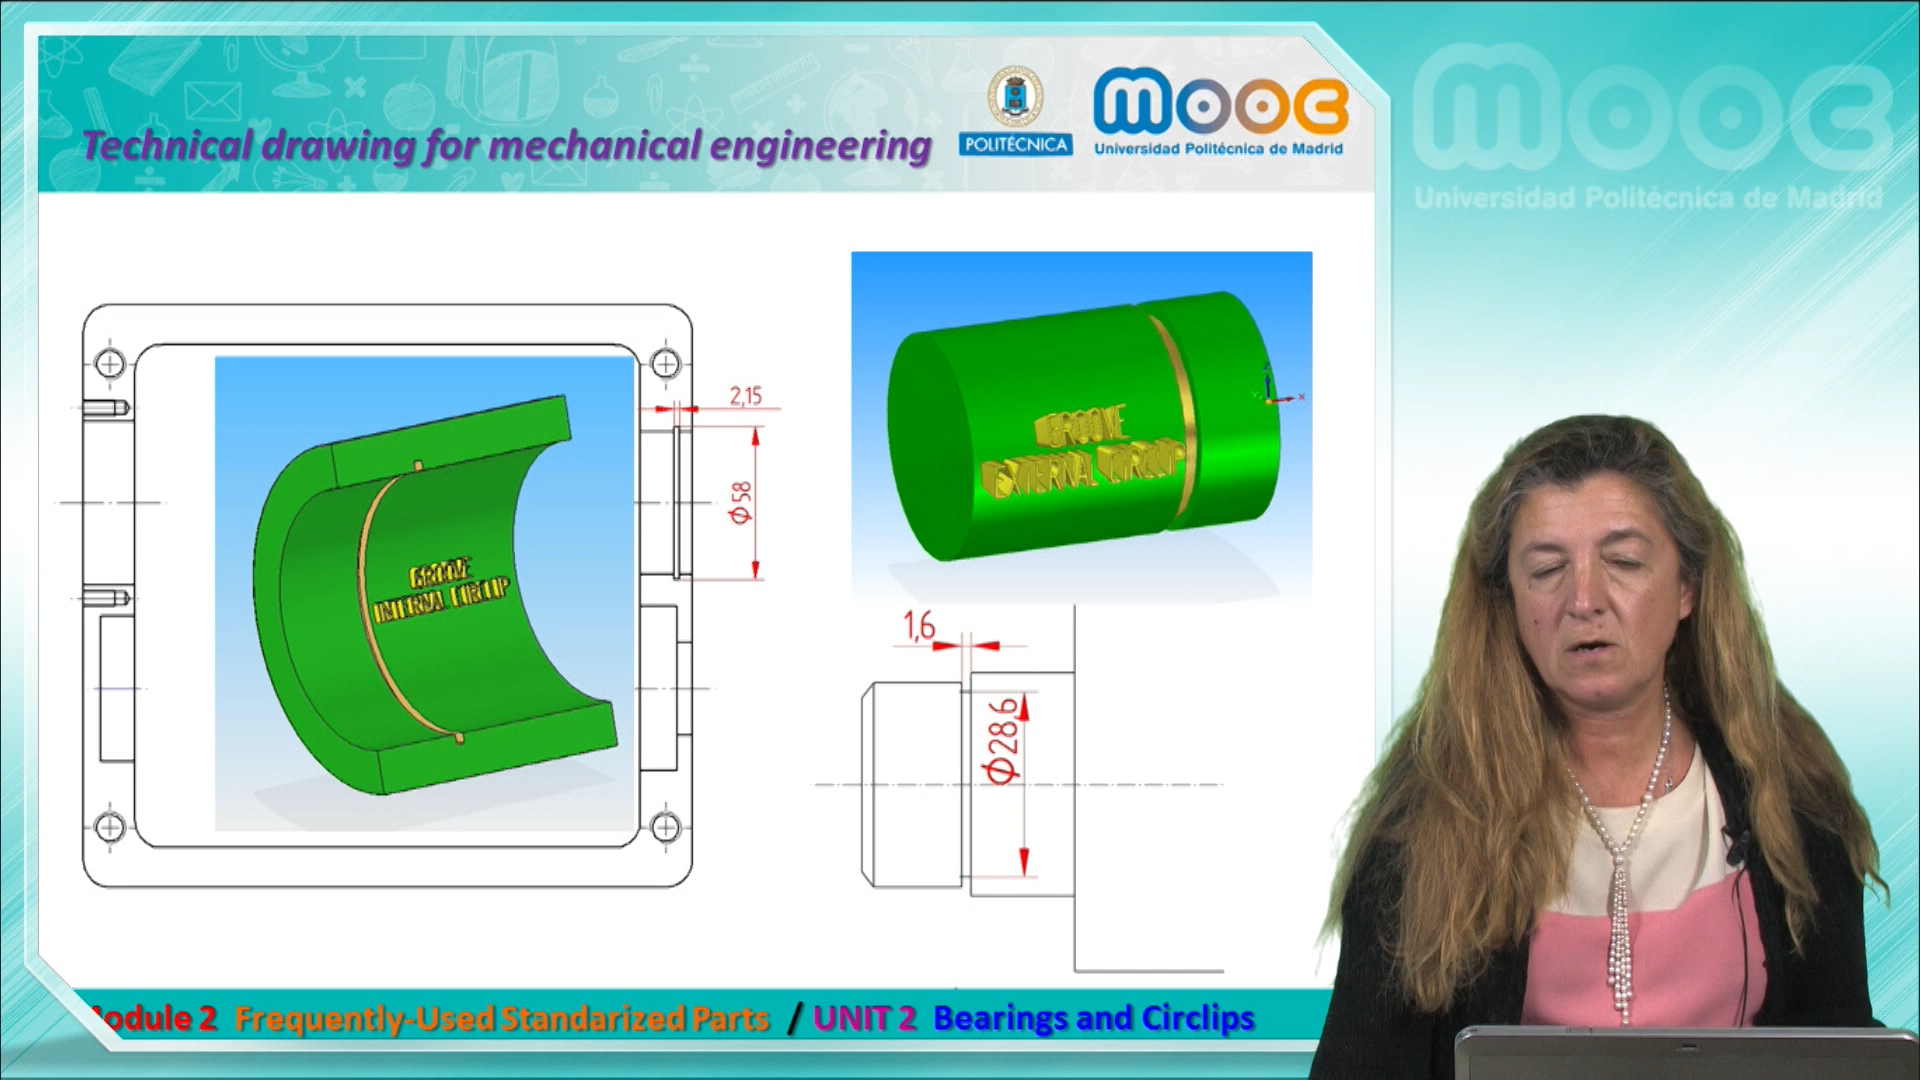 Technical drawing for mechanical engineering
POLITÉCNICA
mooc
Universidad Politécnica de Madrid
mooc
Universidad Politécnica de Madrid
2,15
Φ58
GROOVE
INTERNAL CIRCLIP
GROOVE
EXTERNAL CIRCLIP
Z
Y
X
1,6
Φ28,6
odule 2 Frequently-Used Standarized Parts / UNIT 2 Bearings and Circlips